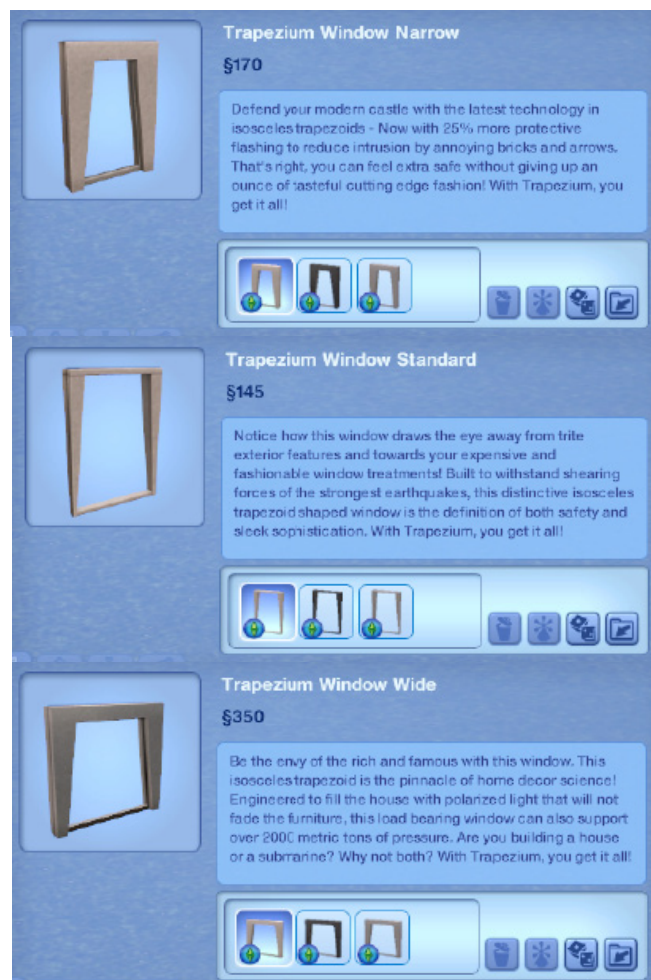 Trapezium Window Narrow
§170
Defend your modern castle with the latest technology in
isosceles trapezoids - Now with 25% more protective
flashing to reduce intrusion by annoying bricks and arrows.
That's right, you can feel extra safe without giving up an
ounce of tasteful cutting edge fashion! With Trapezium, you
get it all!
Trapezium Window Standard
§145
Notice how this window draws the eye away from trite
exterior features and towards your expensive and
fashionable window treatments! Built to withstand shearing
forces of the strongest earthquakes, this distinctive isosceles
trapezoid shaped window is the definition of both safety and
sleek sophistication. With Trapezium, you get it all!
Trapezium Window Wide
§350
Be the envy of the rich and famous with this window. This
isosceles trapezoid is the pinnacle of home decor science!
Engineered to fill the house with polarized light that will not
fade the furniture, this load bearing window can also support
over 2000 metric tons of pressure. Are you building a house
or a submarine? Why not both? With Trapezium, you get it all!